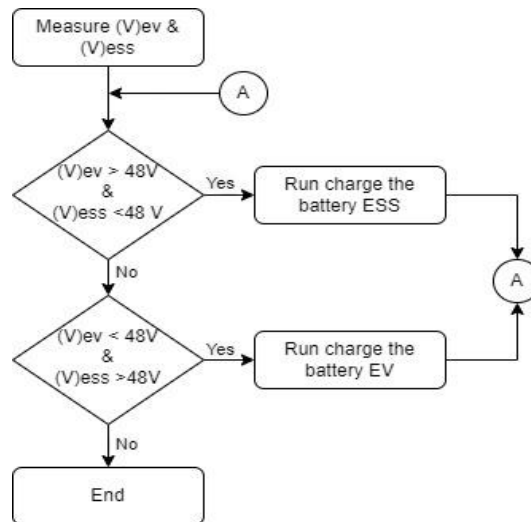 Measure (V)ev &
(V)ess
A
(V)ev > 48V
&
(V)ess <48 V
Yes
Run charge the
battery ESS
A
No
(V)ev < 48V
&
(V)ess >48V
Yes
Run charge the
battery EV
No
End